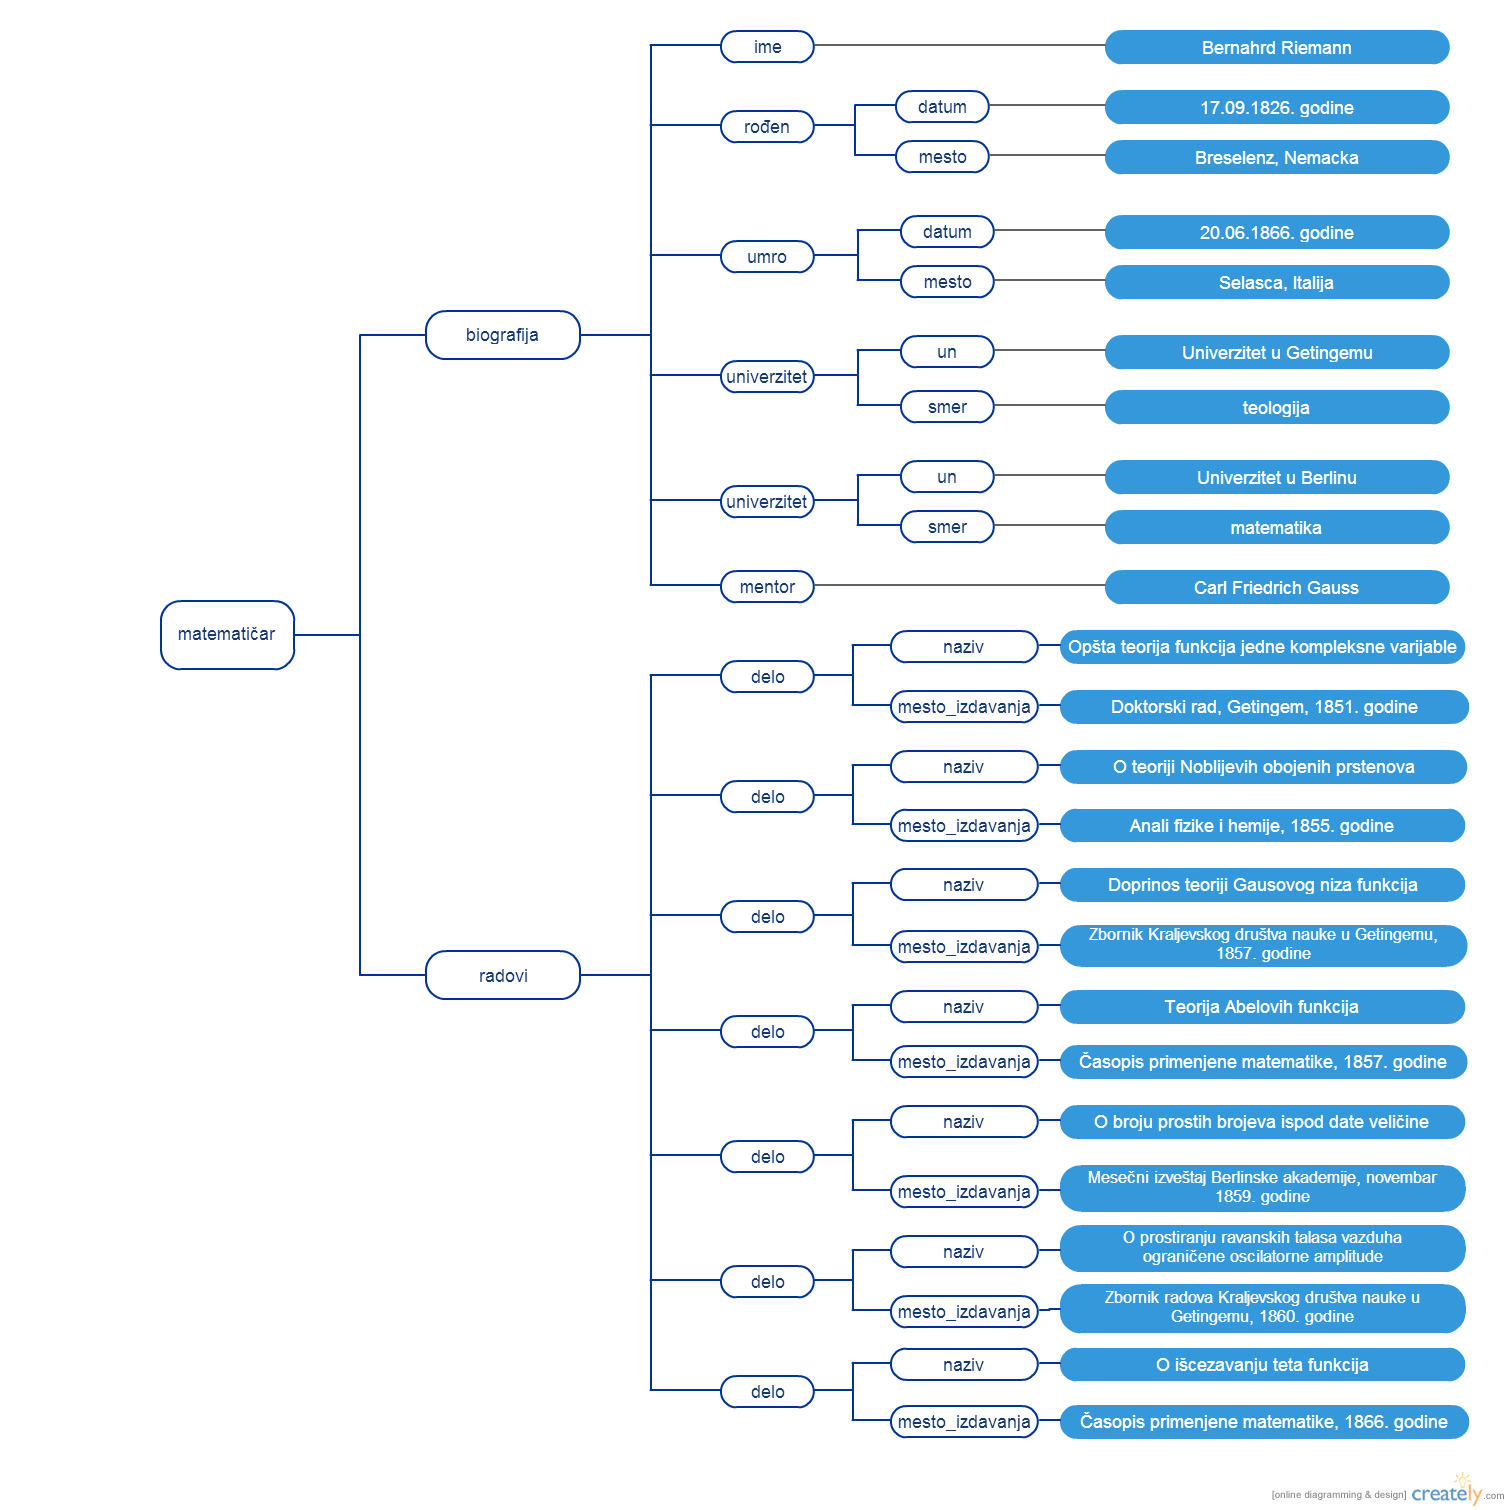 ime
Bernahrd Riemann
rođen
datum
17.09.1826. godine
mesto
Breselenz, Nemacka
umro
datum
20.06.1866. godine
mesto
Selasca, Italija
biografija
univerzitet
un
Univerzitet u Getingemu
smer
teologija
univerzitet
un
Univerzitet u Berlinu
smer
matematika
mentor
Carl Friedrich Gauss
matematičar
radovi
delo
naziv
Opšta teorija funkcija jedne kompleksne varijable
mesto_izdavanja
Doktorski rad, Getingem, 1851. godine
delo
naziv
O teoriji Noblijevih obojenih prstenova
mesto_izdavanja
Anali fizike i hemije, 1855. godine
delo
naziv
Doprinos teoriji Gausovog niza funkcija
mesto_izdavanja
Zbornik Kraljevskog društva nauke u Getingemu,
1857. godine
delo
naziv
Teorija Abelovih funkcija
mesto_izdavanja
Časopis primenjene matematike, 1857. godine
delo
naziv
O broju prostih brojeva ispod date veličine
mesto_izdavanja
Mesečni izveštaj Berlinske akademije, novembar
1859. godine
delo
naziv
O prostiranju ravanskih talasa vazduha
ograničene oscilatorne amplitude
mesto_izdavanja
Zbornik radova Kraljevskog društva nauke u
Getingemu, 1860. godine
delo
naziv
O išcezavanju teta funkcija
mesto_izdavanja
Časopis primenjene matematike, 1866. godine
[online diagramming & design] creately.com